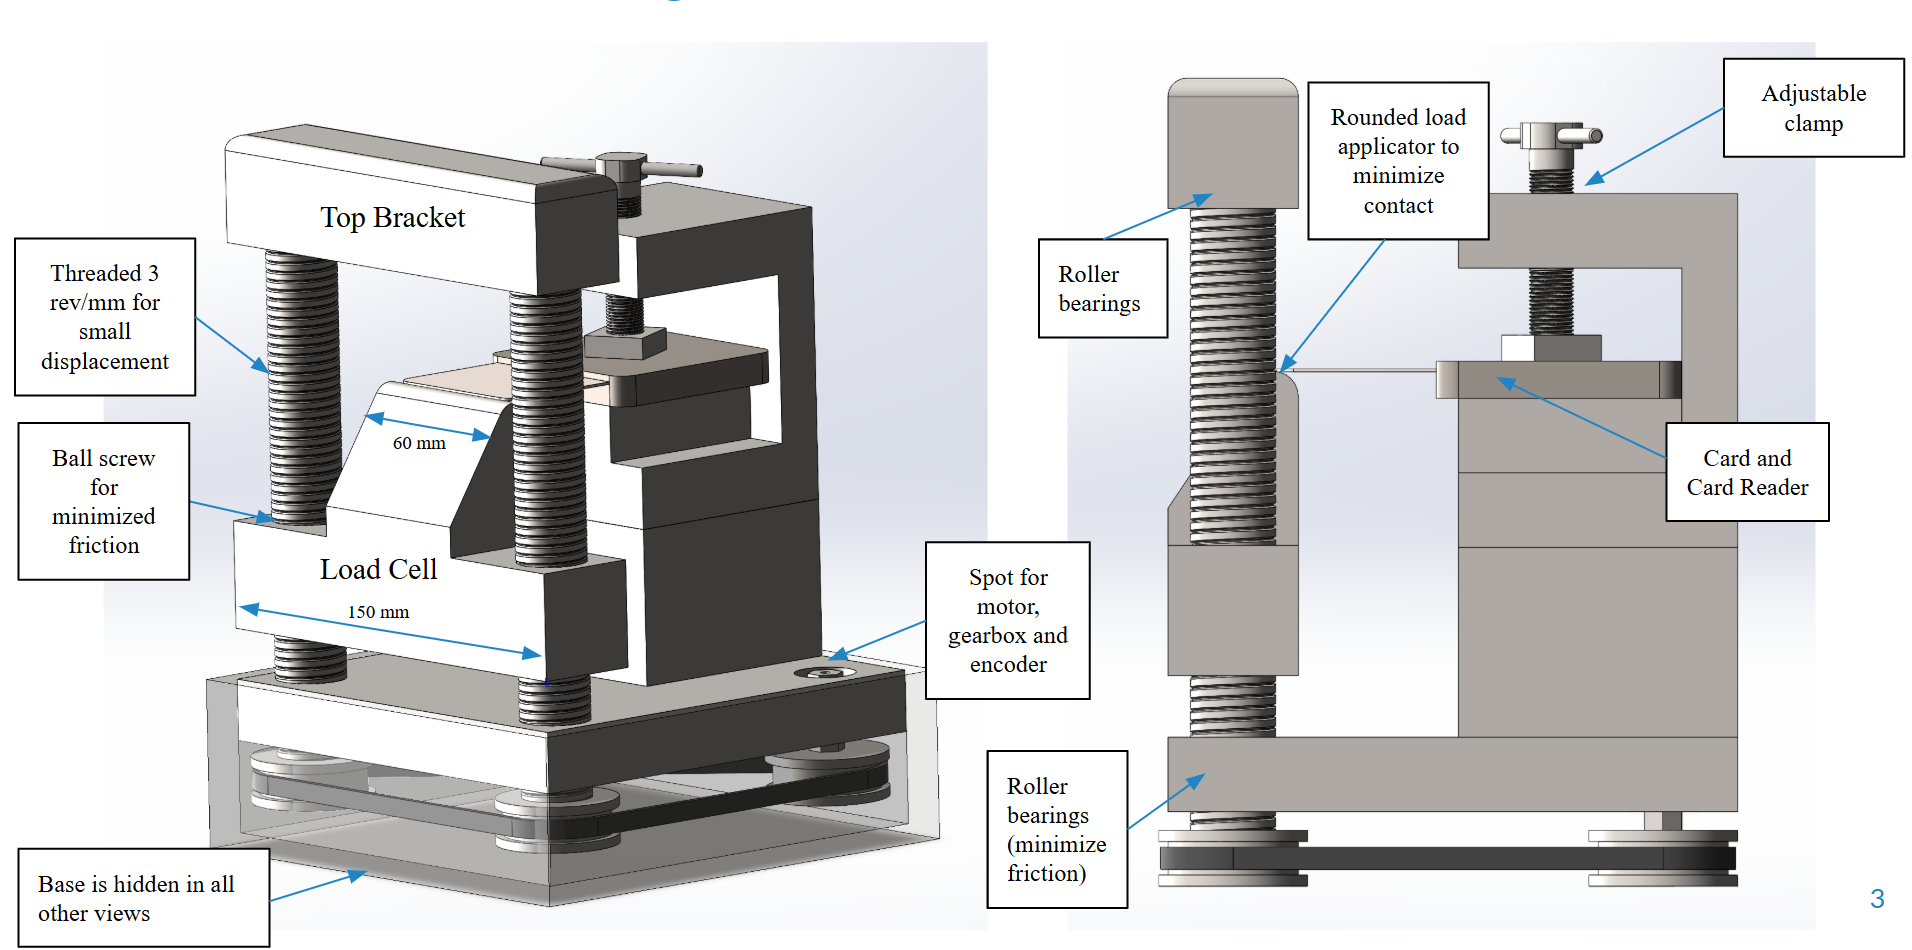 Top Bracket
Threaded 3
rev/mm for
small
displacement
60 mm
Ball screw
for
minimized
friction
Load Cell
150 mm
Spot for
motor,
gearbox and
encoder
Base is hidden in all
other views
Adjustable
clamp
Rounded load
applicator to
minimize
contact
Roller
bearings
Card and
Card Reader
Roller
bearings
(minimize
friction)
3